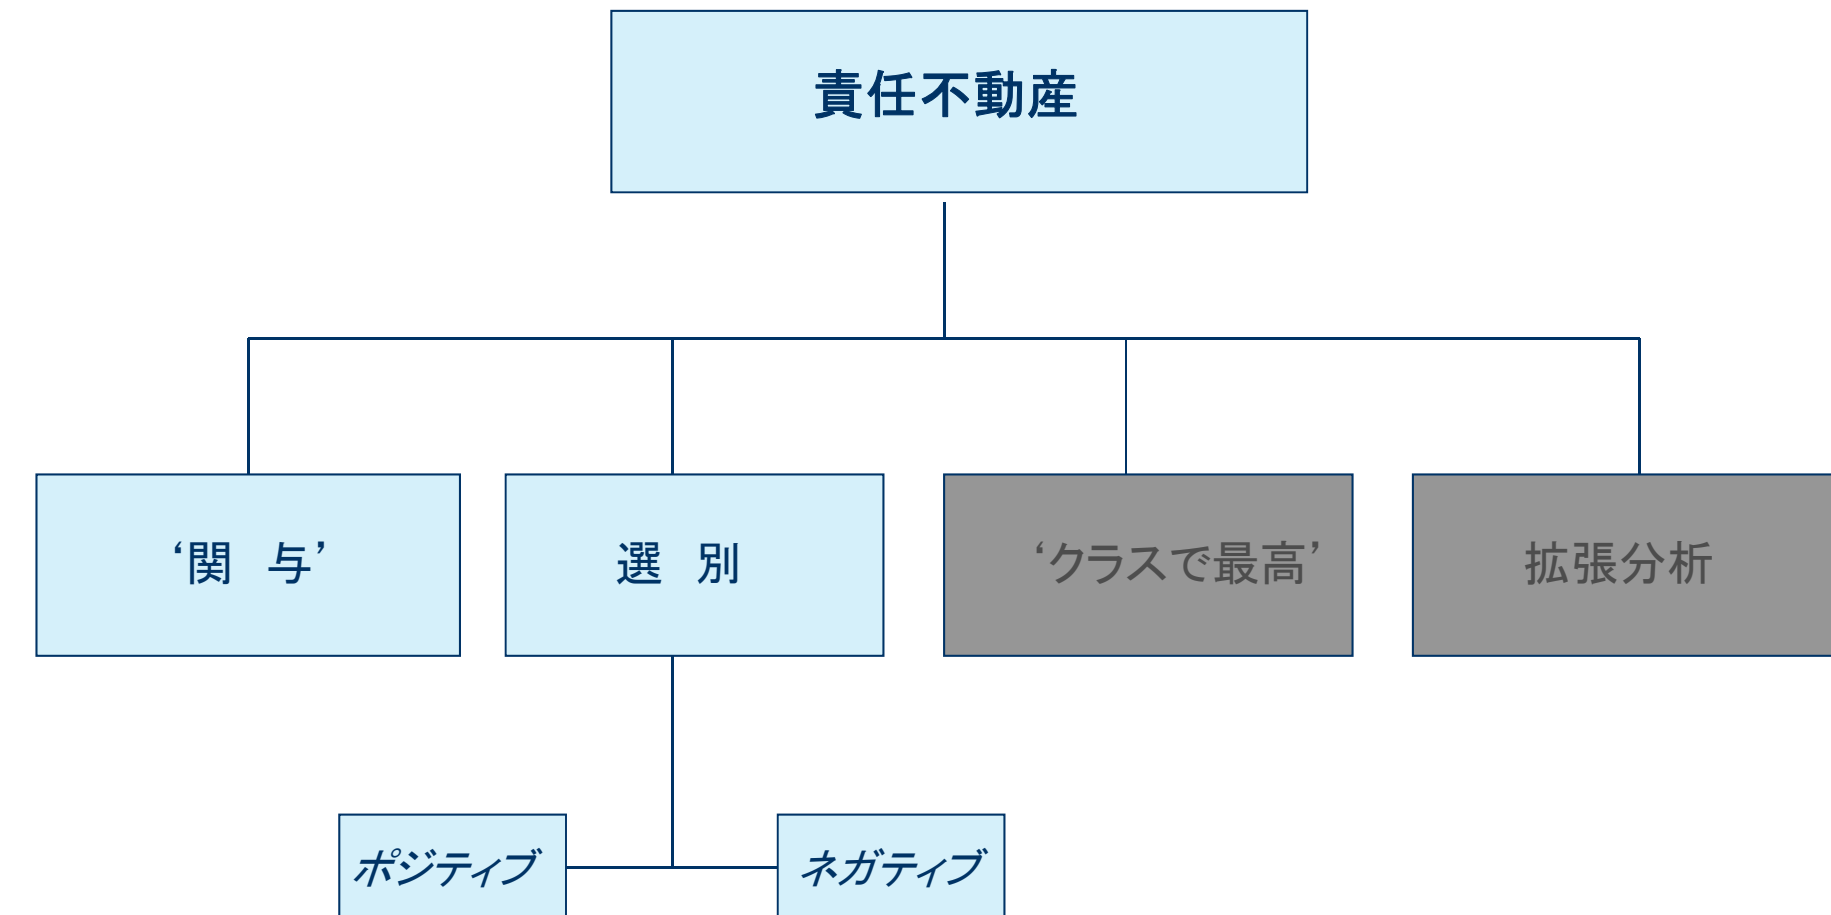 責任不動産
‘関　与’
選　別
‘クラスで最高’
拡張分析
ポジティブ
ネガティブ